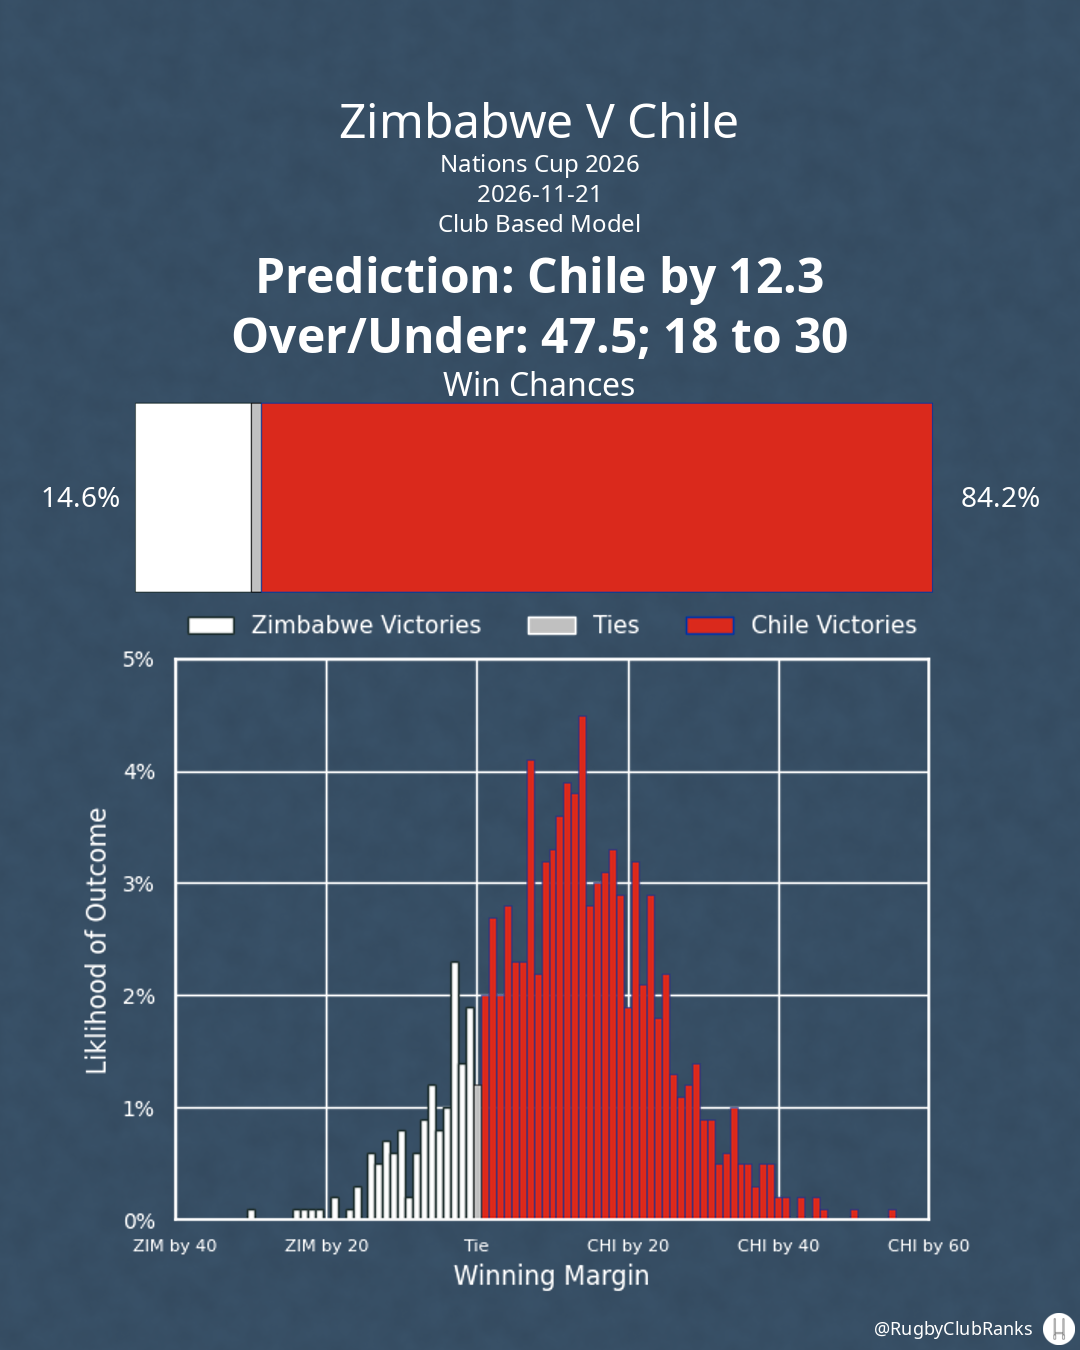 Zimbabwe V Chile
Nations Cup 2026
2026-11-21
Club Based Model
Prediction: Chile by 12.3
Over/Under: 47.5; 18 to 30
Win Chances
14.6%
84.2%
Zimbabwe Victories
Ties
Chile Victories
5%
4%
3%
2%
1%
0%
Liklihood of Outcome
ZIM by 40
ZIM by 20
Tie
CHI by 20
CHI by 40
CHI by 60
Winning Margin
@RugbyClubRanks